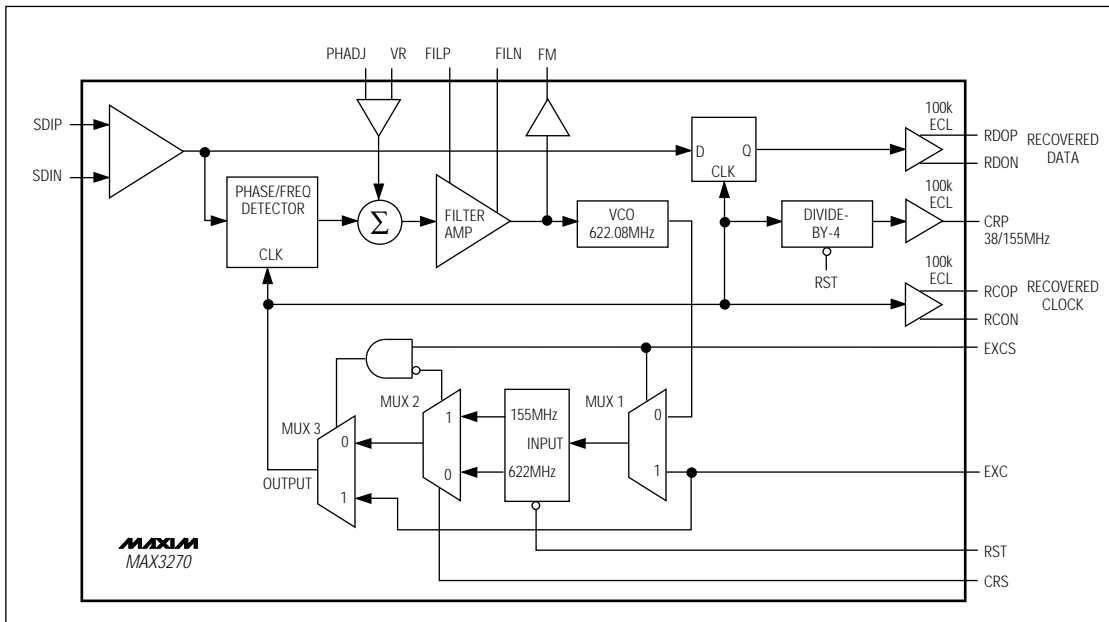 PHADJ VR FILP FILN FM
SDIP
SDIN
PHASE/FREQ
DETECTOR
CLK
Σ
FILTER
AMP
VCO
622.08MHz
D Q
CLK
DIVIDE-
BY-4
RST
100k
ECL
RDOP
RDON
RECOVERED
DATA
100k
ECL
CRP
38/155MHz
100k
ECL
RCOP
RCON
RECOVERED
CLOCK
EXCS
MUX 1
0
1
155MHz
INPUT
622MHz
MUX 2
1
0
MUX 3
0
OUTPUT
1
EXC
RST
CRS
MAXIM
MAX3270